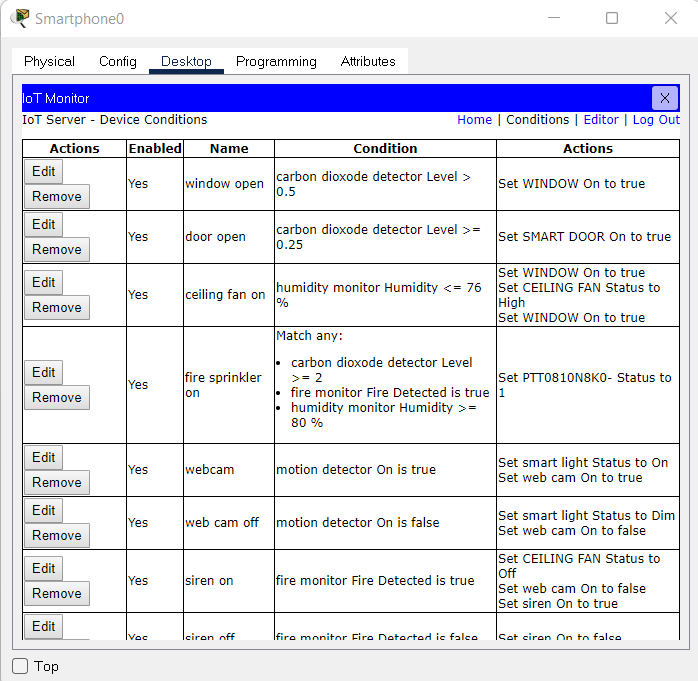 Smartphone0
Physical Config Desktop Programming Attributes
IoT Monitor X
IoT Server - Device Conditions Home | Conditions | Editor | Log Out
Actions Enabled Name Condition Actions
Edit
Remove
Yes
window open
carbon dioxode detector Level >
0.5
Set WINDOW On to true
Edit
Remove
Yes
door open
carbon dioxode detector Level >=
0.25
Set SMART DOOR On to true
Edit
Remove
Yes
ceiling fan on
humidity monitor Humidity <= 76
%
Set WINDOW On to true
Set CEILING FAN Status to
High
Set WINDOW On to true
Edit
Remove
Yes
fire sprinkler
on
Match any:
• carbon dioxode detector Level
>= 2
• fire monitor Fire Detected is true
• humidity monitor Humidity >=
80 %
Set PTT0810N8K0- Status to
1
Edit
Remove
Yes
webcam
motion detector On is true
Set smart light Status to On
Set web cam On to true
Edit
Remove
Yes
web cam off
motion detector On is false
Set smart light Status to Dim
Set web cam On to false
Edit
Remove
Yes
siren on
fire monitor Fire Detected is true
Set CEILING FAN Status to
Off
Set web cam On to false
Set siren On to true
Edit
Yes
siren off
fire monitor Fire Detected is false
Set siren On to false
Top